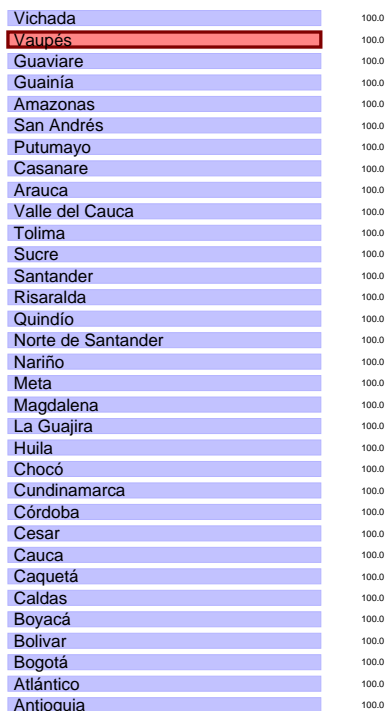 Vichada 100.0
Vaupés 100.0
Guaviare 100.0
Guainía 100.0
Amazonas 100.0
San Andrés 100.0
Putumayo 100.0
Casanare 100.0
Arauca 100.0
Valle del Cauca 100.0
Tolima 100.0
Sucre 100.0
Santander 100.0
Risaralda 100.0
Quindío 100.0
Norte de Santander 100.0
Nariño 100.0
Meta 100.0
Magdalena 100.0
La Guajira 100.0
Huila 100.0
Chocó 100.0
Cundinamarca 100.0
Córdoba 100.0
Cesar 100.0
Cauca 100.0
Caquetá 100.0
Caldas 100.0
Boyacá 100.0
Bolivar 100.0
Bogotá 100.0
Atlántico 100.0
Antioquia 100.0